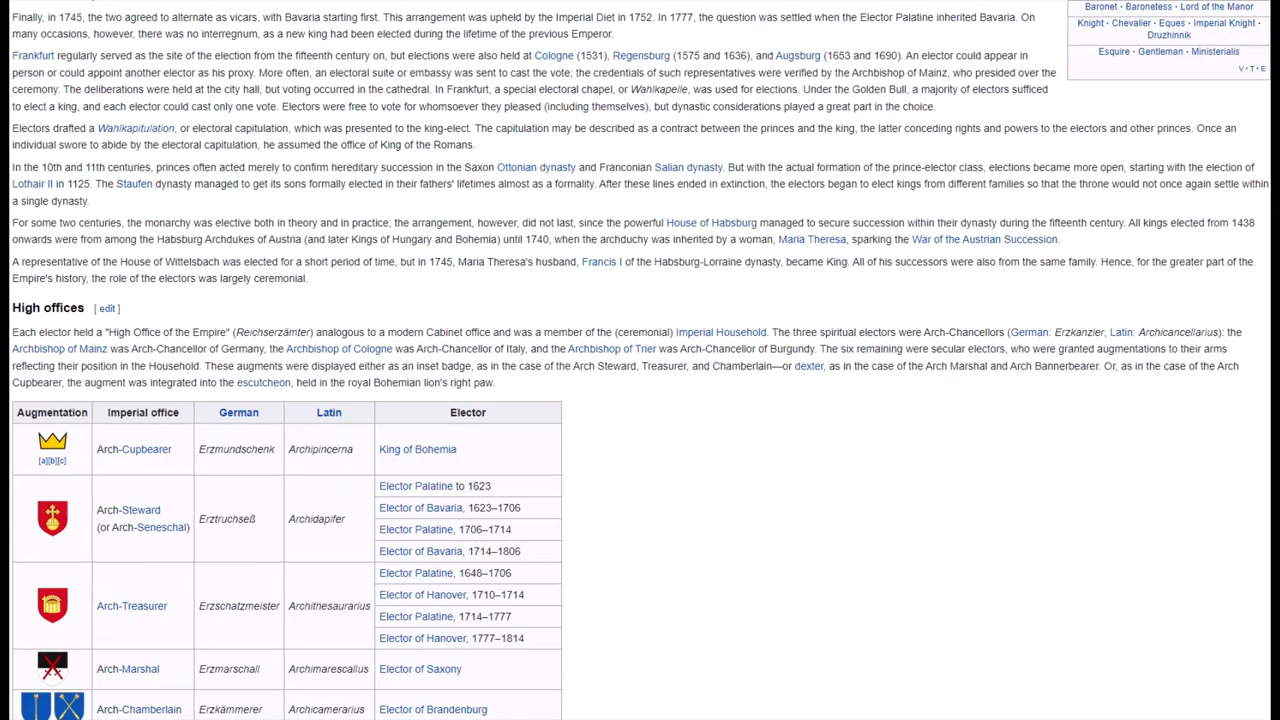 Finally, in 1745, the two agreed to alternate as vicars, with Bavaria starting first. This arrangement was upheld by the Imperial Diet in 1752. In 1777, the question was settled when the Elector Palatine inherited Bavaria. On
many occasions, however, there was no interregnum, as a new king had been elected during the lifetime of the previous Emperor.
Frankfurt regularly served as the site of the election from the fifteenth century on, but elections were also held at Cologne (1531), Regensburg (1575 and 1636), and Augsburg (1653 and 1690). An elector could appear in
person or could appoint another elector as his proxy. More often, an electoral suite or embassy was sent to cast the vote; the credentials of such representatives were verified by the Archbishop of Mainz, who presided over the
ceremony. The deliberations were held at the city hall, but voting occurred in the cathedral. In Frankfurt, a special electoral chapel, or Wahlkapelle, was used for elections. Under the Golden Bull, a majority of electors sufficed
to elect a king, and each elector could cast only one vote. Electors were free to vote for whomsoever they pleased (including themselves), but dynastic considerations played a great part in the choice.
Electors drafted a Wahlkapitulation, or electoral capitulation, which was presented to the king-elect. The capitulation may be described as a contract between the princes and the king, the latter conceding rights and powers to the electors and other princes. Once an
individual swore to abide by the electoral capitulation, he assumed the office of King of the Romans.
In the 10th and 11th centuries, princes often acted merely to confirm hereditary succession in the Saxon Ottonian dynasty and Franconian Salian dynasty. But with the actual formation of the prince-elector class, elections became more open, starting with the election of
Lothair II in 1125. The Staufen dynasty managed to get its sons formally elected in their fathers' lifetimes almost as a formality. After these lines ended in extinction, the electors began to elect kings from different families so that the throne would not once again settle within
a single dynasty.
For some two centuries, the monarchy was elective both in theory and in practice; the arrangement, however, did not last, since the powerful House of Habsburg managed to secure succession within their dynasty during the fifteenth century. All kings elected from 1438
onwards were from among the Habsburg Archdukes of Austria (and later Kings of Hungary and Bohemia) until 1740, when the archduchy was inherited by a woman, Maria Theresa, sparking the War of the Austrian Succession.
A representative of the House of Wittelsbach was elected for a short period of time, but in 1745, Maria Theresa's husband, Francis I of the Habsburg-Lorraine dynasty, became King. All of his successors were also from the same family. Hence, for the greater part of the
Empire's history, the role of the electors was largely ceremonial.
Baronet • Baronetess • Lord of the Manor
Knight • Chevalier • Eques • Imperial Knight •
Druzhinnik
Esquire • Gentleman • Ministerialis
V • T • E
High offices [ edit ]
Each elector held a "High Office of the Empire" (Reichserzämter) analogous to a modern Cabinet office and was a member of the (ceremonial) Imperial Household. The three spiritual electors were Arch-Chancellors (German: Erzkanzler, Latin: Archicancellarius): the
Archbishop of Mainz was Arch-Chancellor of Germany, the Archbishop of Cologne was Arch-Chancellor of Italy, and the Archbishop of Trier was Arch-Chancellor of Burgundy. The six remaining were secular electors, who were granted augmentations to their arms
reflecting their position in the Household. These augments were displayed either as an inset badge, as in the case of the Arch Steward, Treasurer, and Chamberlain—or dexter, as in the case of the Arch Marshal and Arch Bannerbearer. Or, as in the case of the Arch
Cupbearer, the augment was integrated into the escutcheon, held in the royal Bohemian lion's right paw.
Augmentation Imperial office German Latin Elector
[a][b][c] Arch-Cupbearer Erzmundschenk Archipincerna King of Bohemia
Arch-Steward
(or Arch-Seneschal) Erztruchseß Archidapifer
Elector Palatine to 1623
Elector of Bavaria, 1623–1706
Elector Palatine, 1706–1714
Elector of Bavaria, 1714–1806
Arch-Treasurer Erzschatzmeister Archithesaurarius
Elector Palatine, 1648–1706
Elector of Hanover, 1710–1714
Elector Palatine, 1714–1777
Elector of Hanover, 1777–1814
Arch-Marshal Erzmarschall Archimarescallus Elector of Saxony
Arch-Chamberlain Erzkämmerer Archicamerarius Elector of Brandenburg